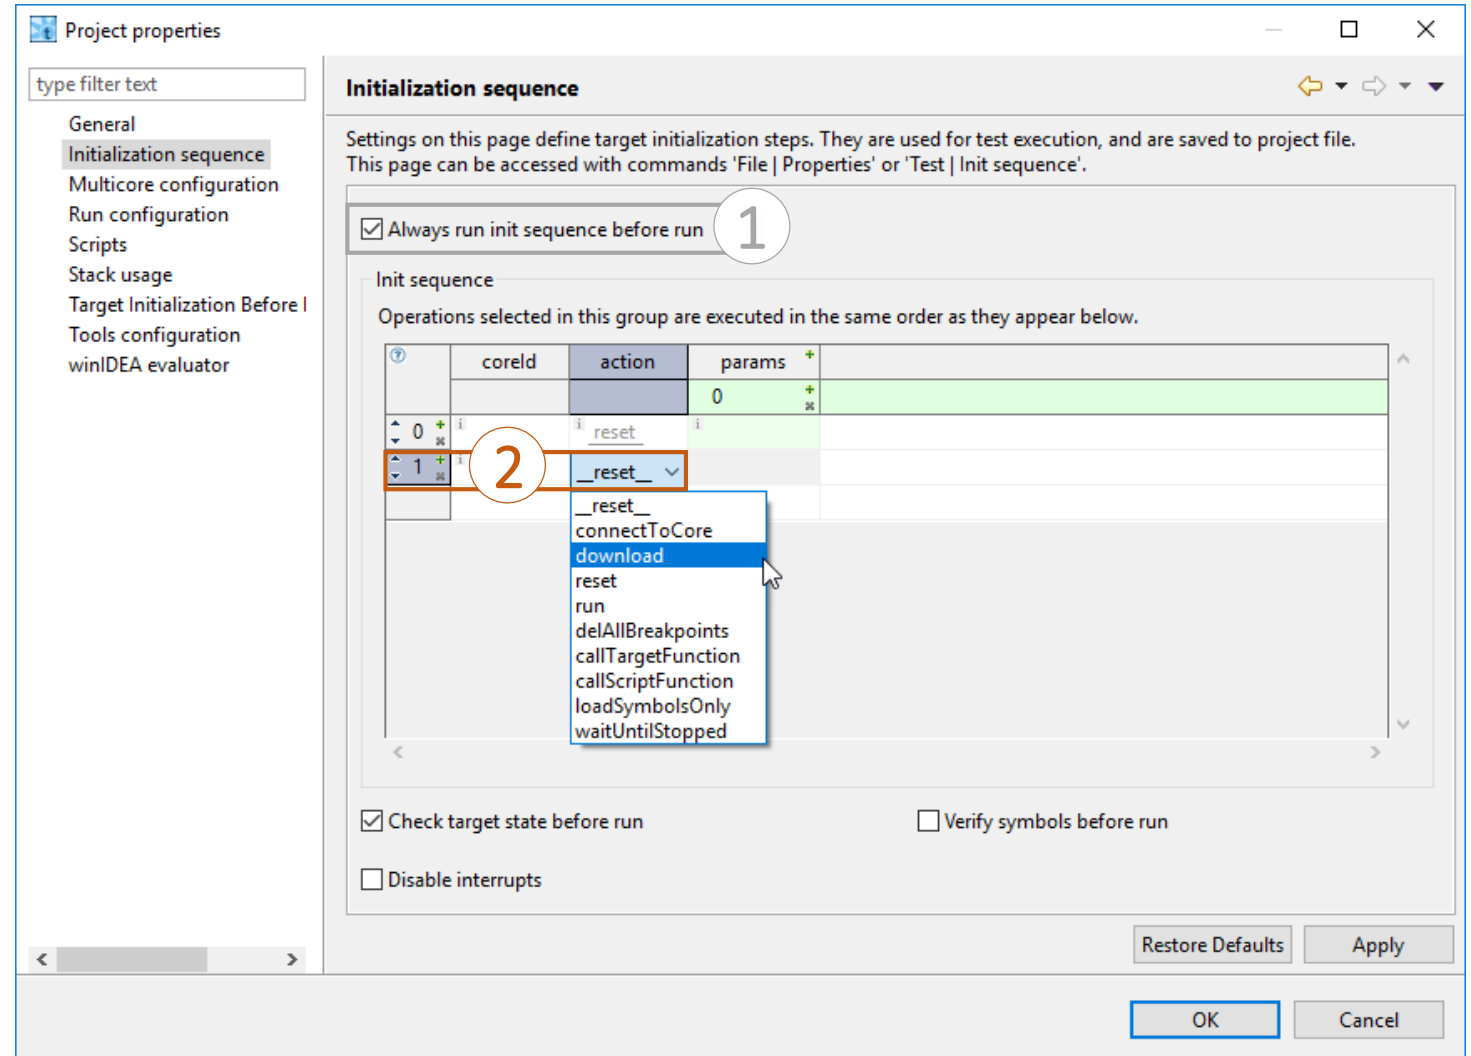 Project properties
type filter text
General
Initialization sequence
Multicore configuration
Run configuration
Scripts
Stack usage
Target Initialization Before
Tools configuration
winIDEA evaluator
Initialization sequence
Settings on this page define target initialization steps. They are used for test execution, and are saved to project file.
This page can be accessed with commands 'File | Properties' or 'Test | Init sequence'.
Always run init sequence before run
1
Init sequence
Operations selected in this group are executed in the same order as they appear below.
coreId action params
0
0 reset
1 2 __reset__
__reset__
connectToCore
download
reset
run
delAllBreakpoints
callTargetFunction
callScriptFunction
loadSymbolsOnly
waitUntilStopped
Check target state before run
Verify symbols before run
Disable interrupts
Restore Defaults
Apply
OK
Cancel